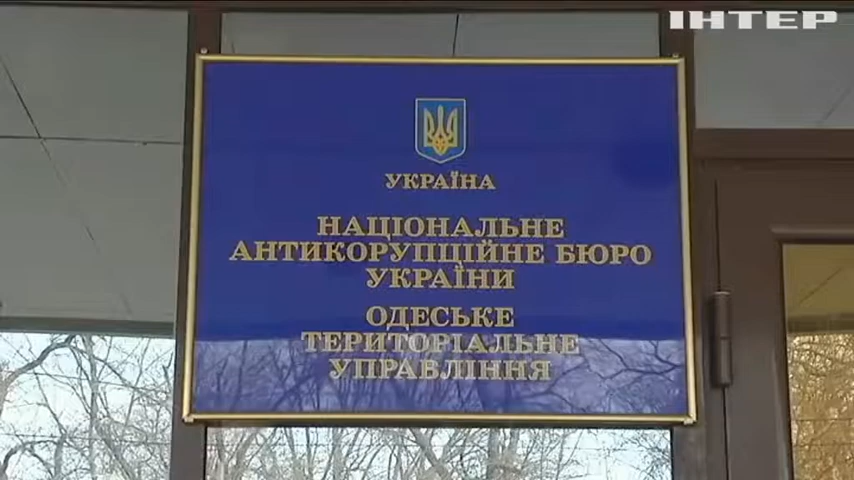 ІНТЕР
УКРАЇНА
НАЦІОНАЛЬНЕ
АНТИКОРУПЦІЙНЕ БЮРО
УКРАЇНИ
ОДЕСЬКЕ
ТЕРИТОРІАЛЬНЕ
УПРАВЛІННЯ